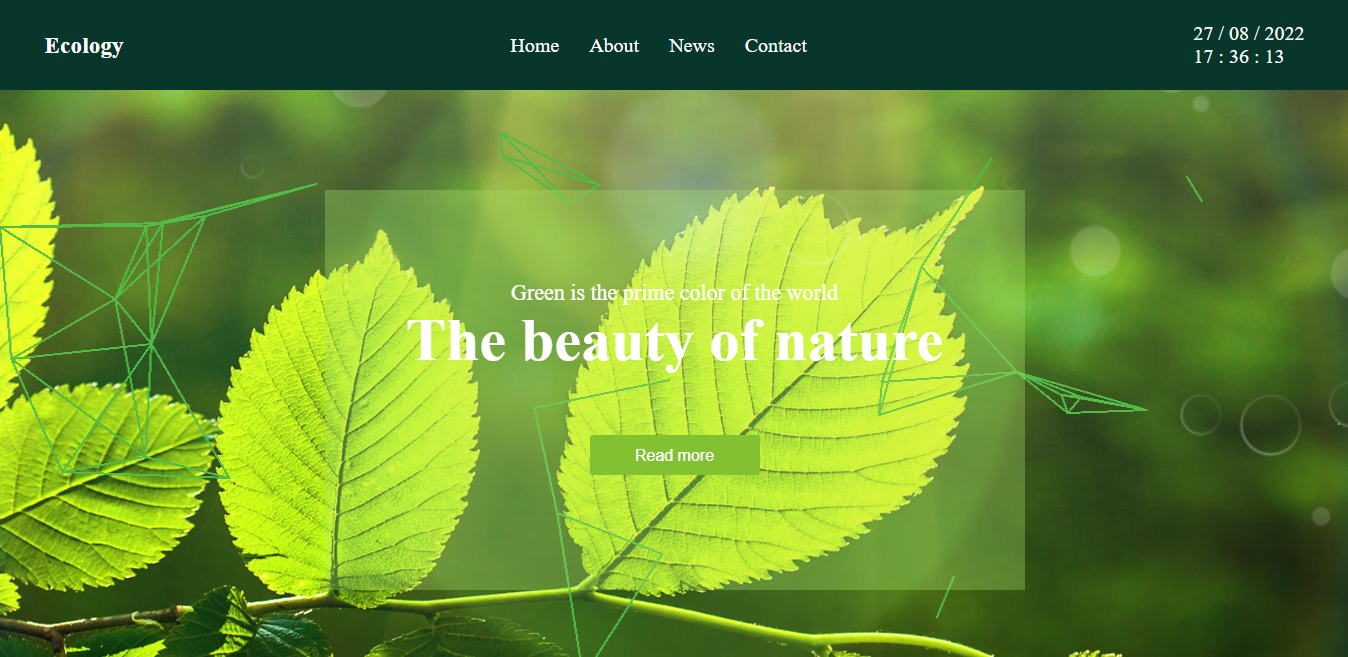 Ecology
Home About News Contact
27 / 08 / 2022
17 : 36 : 13
Green is the prime color of the world
The beauty of nature
Read more